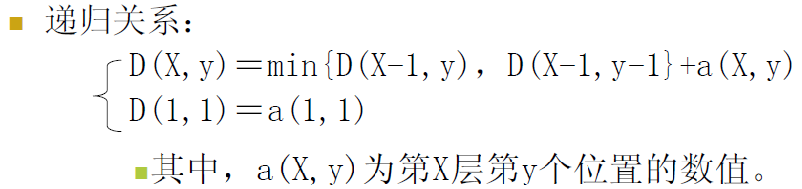 递归关系：
D(X,y)＝min{D(X-1,y)，D(X-1,y-1}+a(X,y)
D(1,1)＝a(1,1)
其中，a(X,y)为第X层第y个位置的数值。